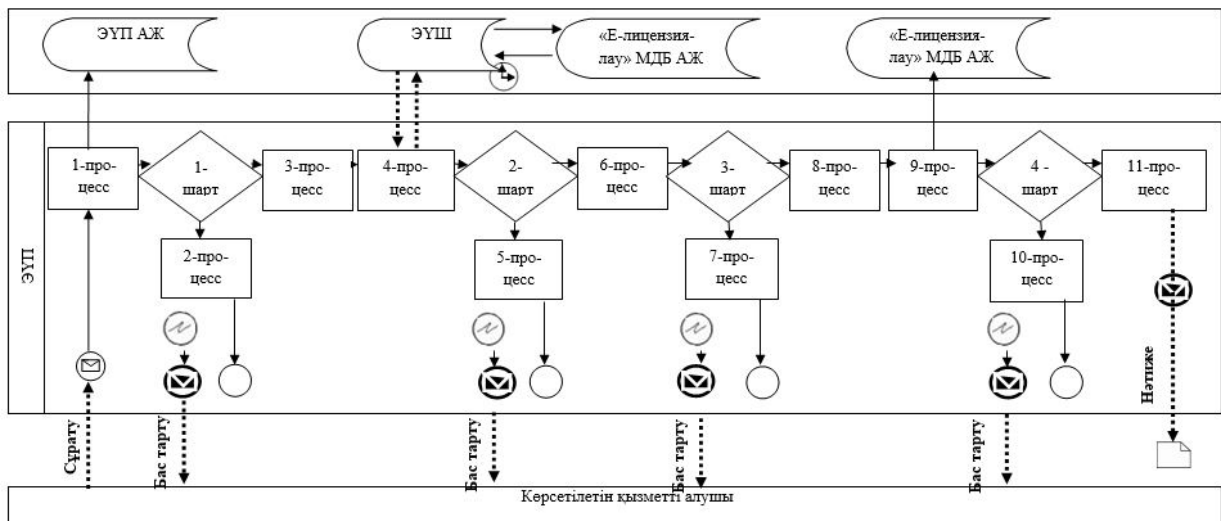 ЭҮП АЖ
ЭҮШ
«Е-лицензия-
лау» МДБ АЖ
«Е-лицензия-
лау» МДБ АЖ
ЭҮП
1-про-
цесс
1-
шарт
3-про-
цесс
4-про-
цесс
2-
шарт
6-про-
цесс
3-
шарт
8-про-
цесс
9-про-
цесс
4 -
шарт
11-про-
цесс
2-про-
цесс
5-про-
цесс
7-про-
цесс
10-про-
цесс
Сұрату
Бас тарту
Бас тарту
Бас тарту
Бас тарту
Нәтиже
Көрсетілетін қызметті алушы